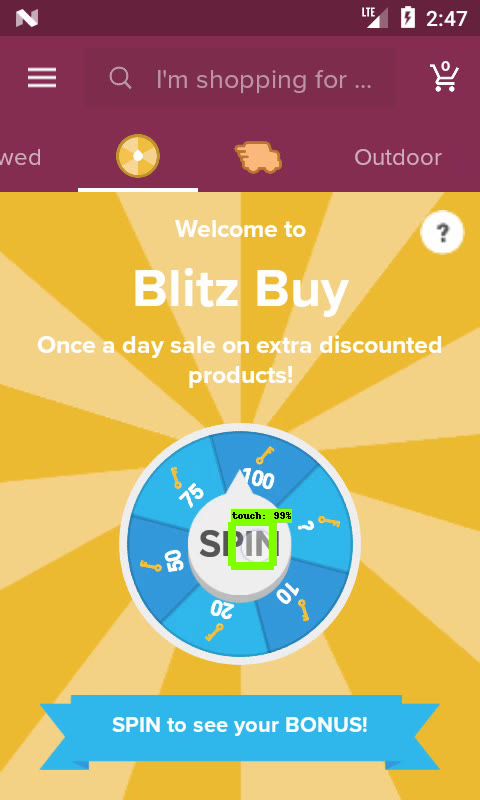 LTE 2:47
I'm shopping for ... 0
wed Outdoor
Welcome to
?
Blitz Buy
Once a day sale on extra discounted
products!
100
75
?
touch: 99%
SPIN
50
10
20
SPIN to see your BONUS!